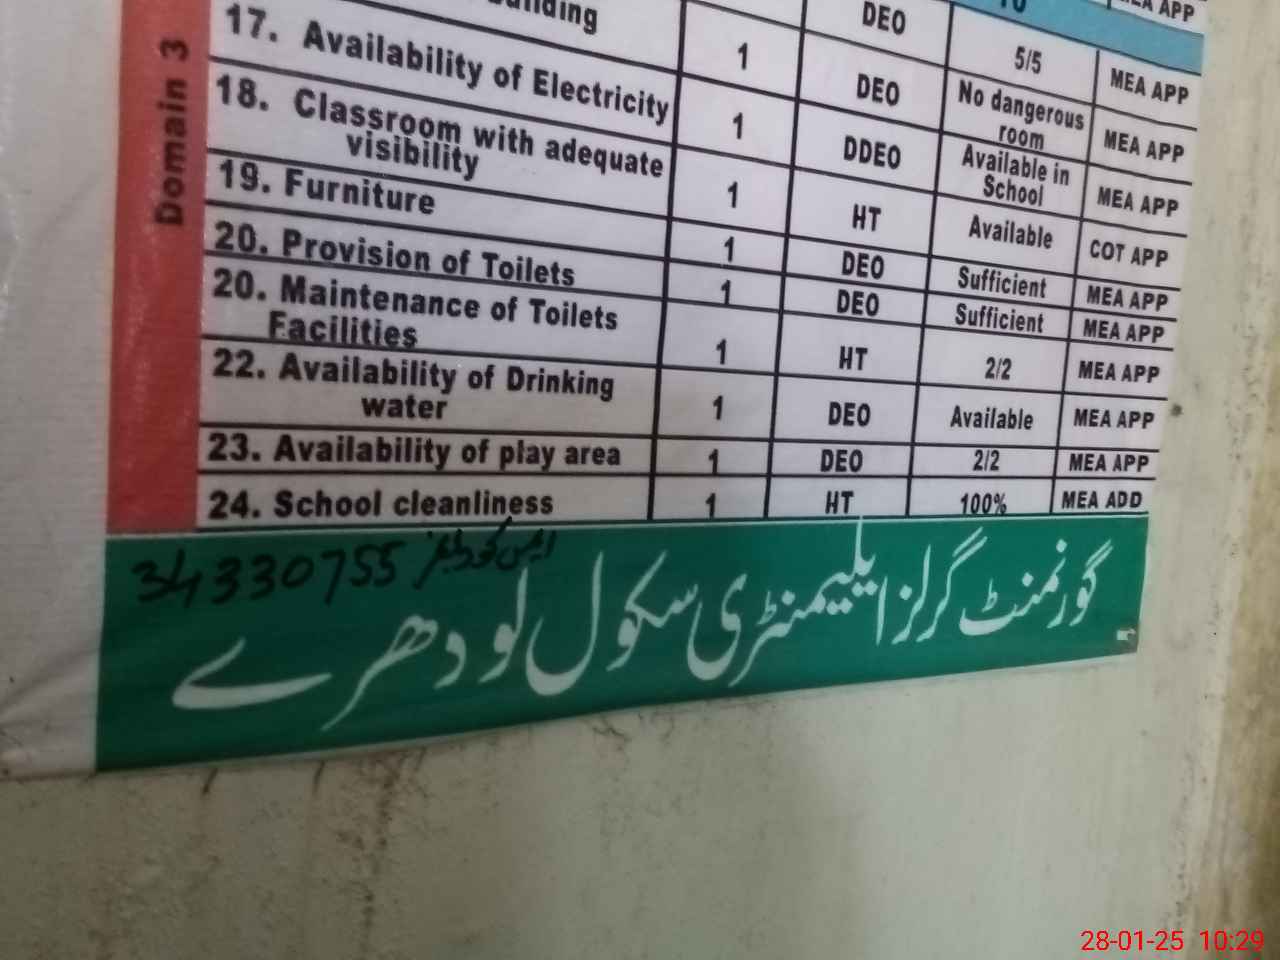 Domain 3
17. Availability of Electricity 1 DEO 5/5 MEA APP
18. Classroom with adequate visibility 1 DEO No dangerous room MEA APP
19. Furniture 1 DDEO Available in School MEA APP
20. Provision of Toilets 1 HT Available COT APP
20. Maintenance of Toilets Facilities 1 DEO Sufficient MEA APP
1 DEO Sufficient MEA APP
22. Availability of Drinking water 1 HT 2/2 MEA APP
23. Availability of play area 1 DEO Available MEA APP
24. School cleanliness 1 DEO 2/2 MEA APP
1 HT 100% MEA ADD
34330755
گورنمنٹ گرلز ایلیمنٹری سکول لودھرے
28-01-25 10:29